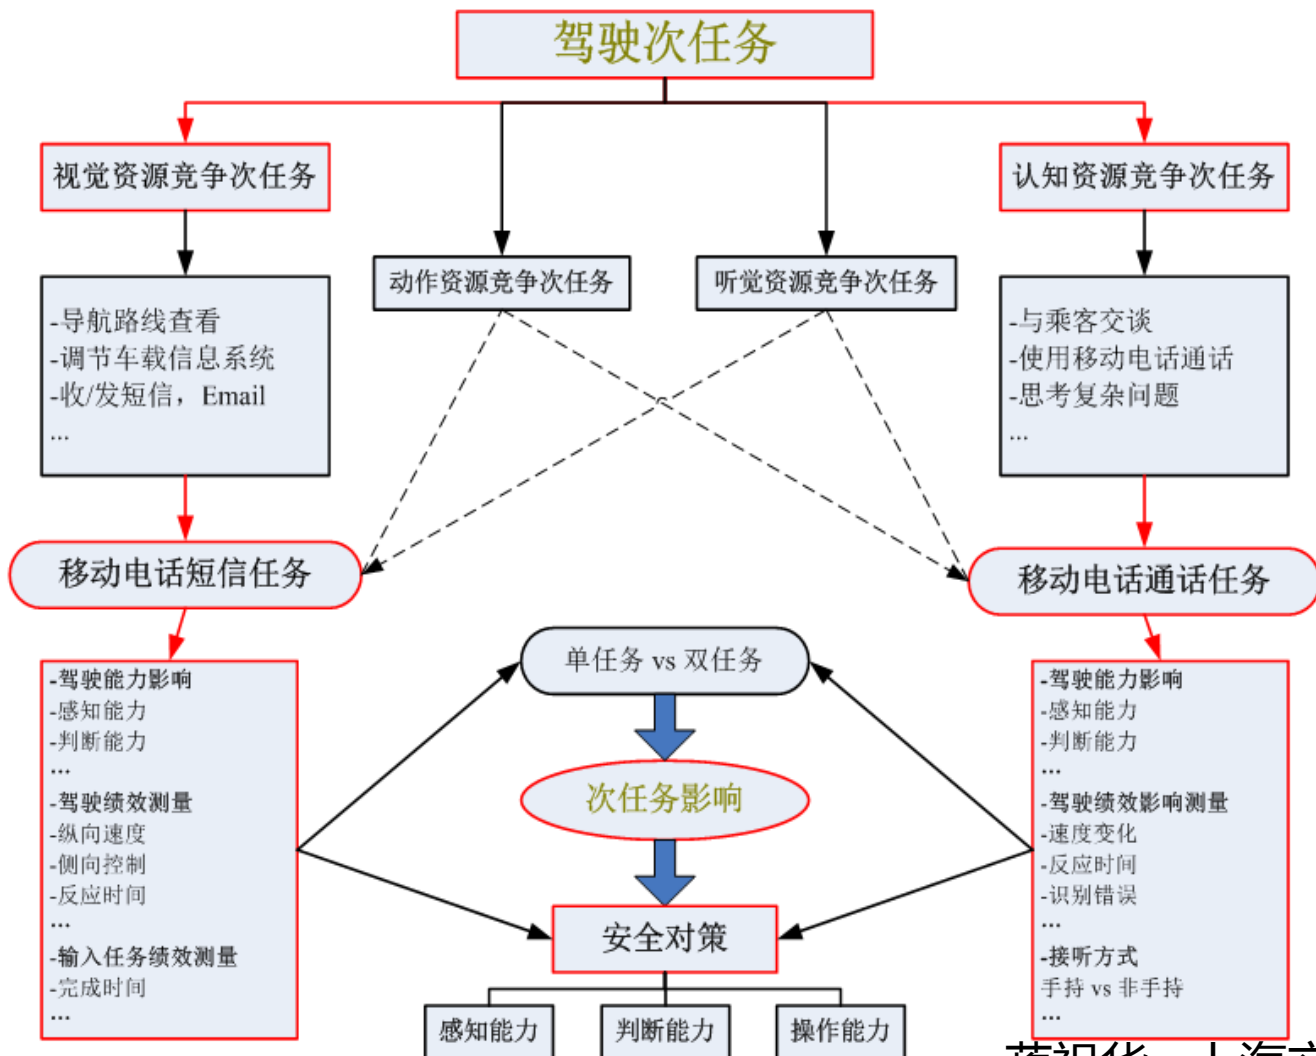 驾驶次任务
视觉资源竞争次任务
认知资源竞争次任务
动作资源竞争次任务
听觉资源竞争次任务
-导航路线查看
-调节车载信息系统
-收/发短信，Email
...
-与乘客交谈
-使用移动电话通话
-思考复杂问题
...
移动电话短信任务
移动电话通话任务
-驾驶能力影响
-感知能力
-判断能力
...
-驾驶绩效测量
-纵向速度
-侧向控制
-反应时间
...
-输入任务绩效测量
-完成时间
...
单任务 vs 双任务
次任务影响
安全对策
感知能力
判断能力
操作能力
-驾驶能力影响
-感知能力
-判断能力
...
-驾驶绩效影响测量
-速度变化
-反应时间
-识别错误
...
-接听方式
手持 vs 非手持
...